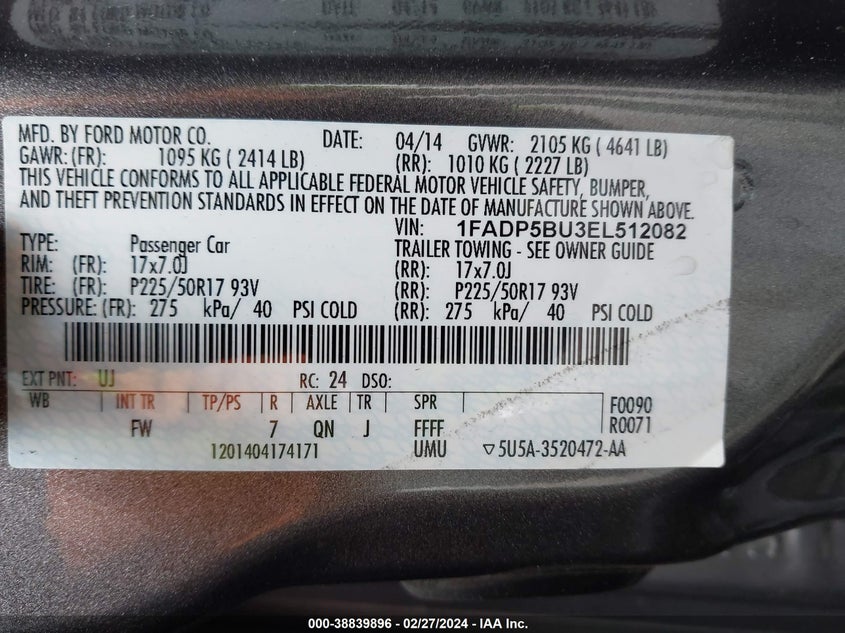 MFD. BY FORD MOTOR CO. DATE: 04/14 GVWR: 2105 KG ( 4641 LB)
GAWR: (FR): 1095 KG ( 2414 LB) (RR): 1010 KG ( 2227 LB)
THIS VEHICLE CONFORMS TO ALL APPLICABLE FEDERAL MOTOR VEHICLE SAFETY, BUMPER,
AND THEFT PREVENTION STANDARDS IN EFFECT ON THE DATE OF MANUFACTURE SHOWN ABOVE.
VIN: 1FADP5BU3EL512082
TYPE: Passenger Car TRAILER TOWING - SEE OWNER GUIDE
RIM: (FR): 17x7.0J (RR): 17x7.0J
TIRE: (FR): P225/50R17 93V (RR): P225/50R17 93V
PRESSURE: (FR): 275 kPa/ 40 PSI COLD (RR): 275 kPa/ 40 PSI COLD
EXT PNT: UJ RC: 24 DSO:
WB INT TR TP/PS R AXLE TR SPR F0090
FW 7 QN J FFFF R0071
1201404174171 UMU ▽5U5A-3520472-AA
000-38839896 - 02/27/2024 - IAA Inc.